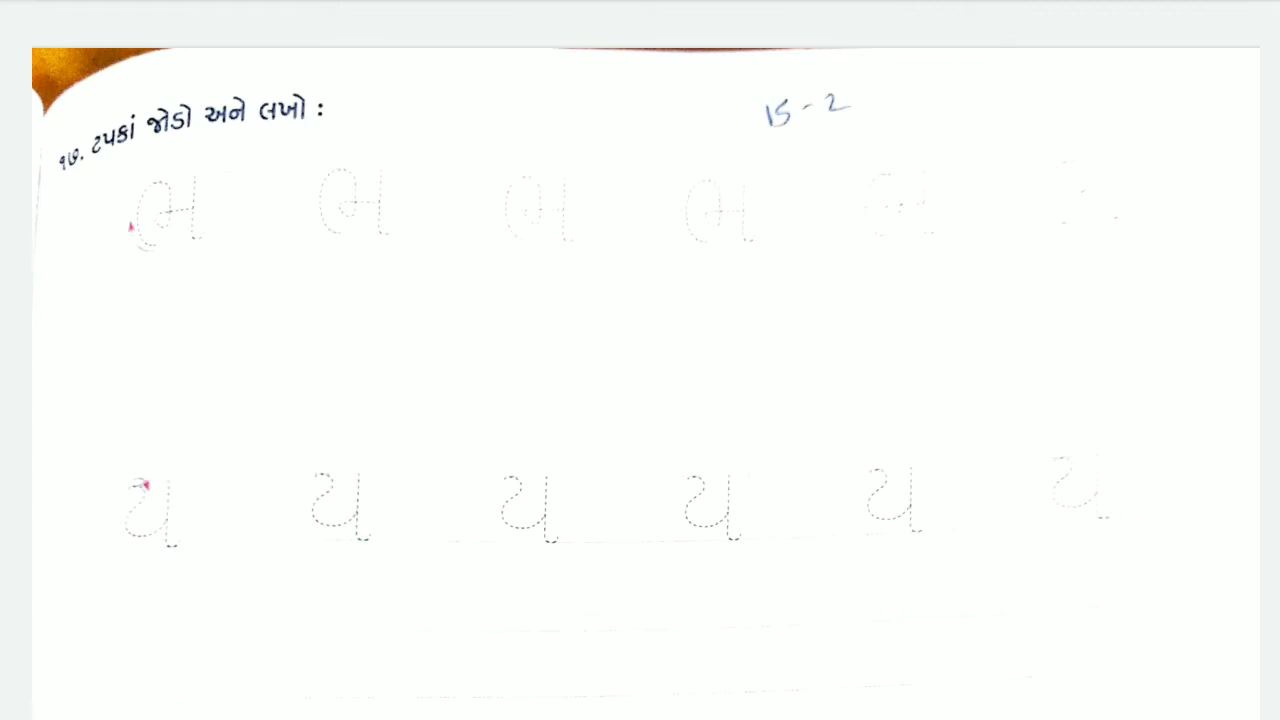 ૧૭. ટપકાં જોડો અને લખો :
15-2
ભ ભ ભ ભ ભ
ય ય ય ય ય ય